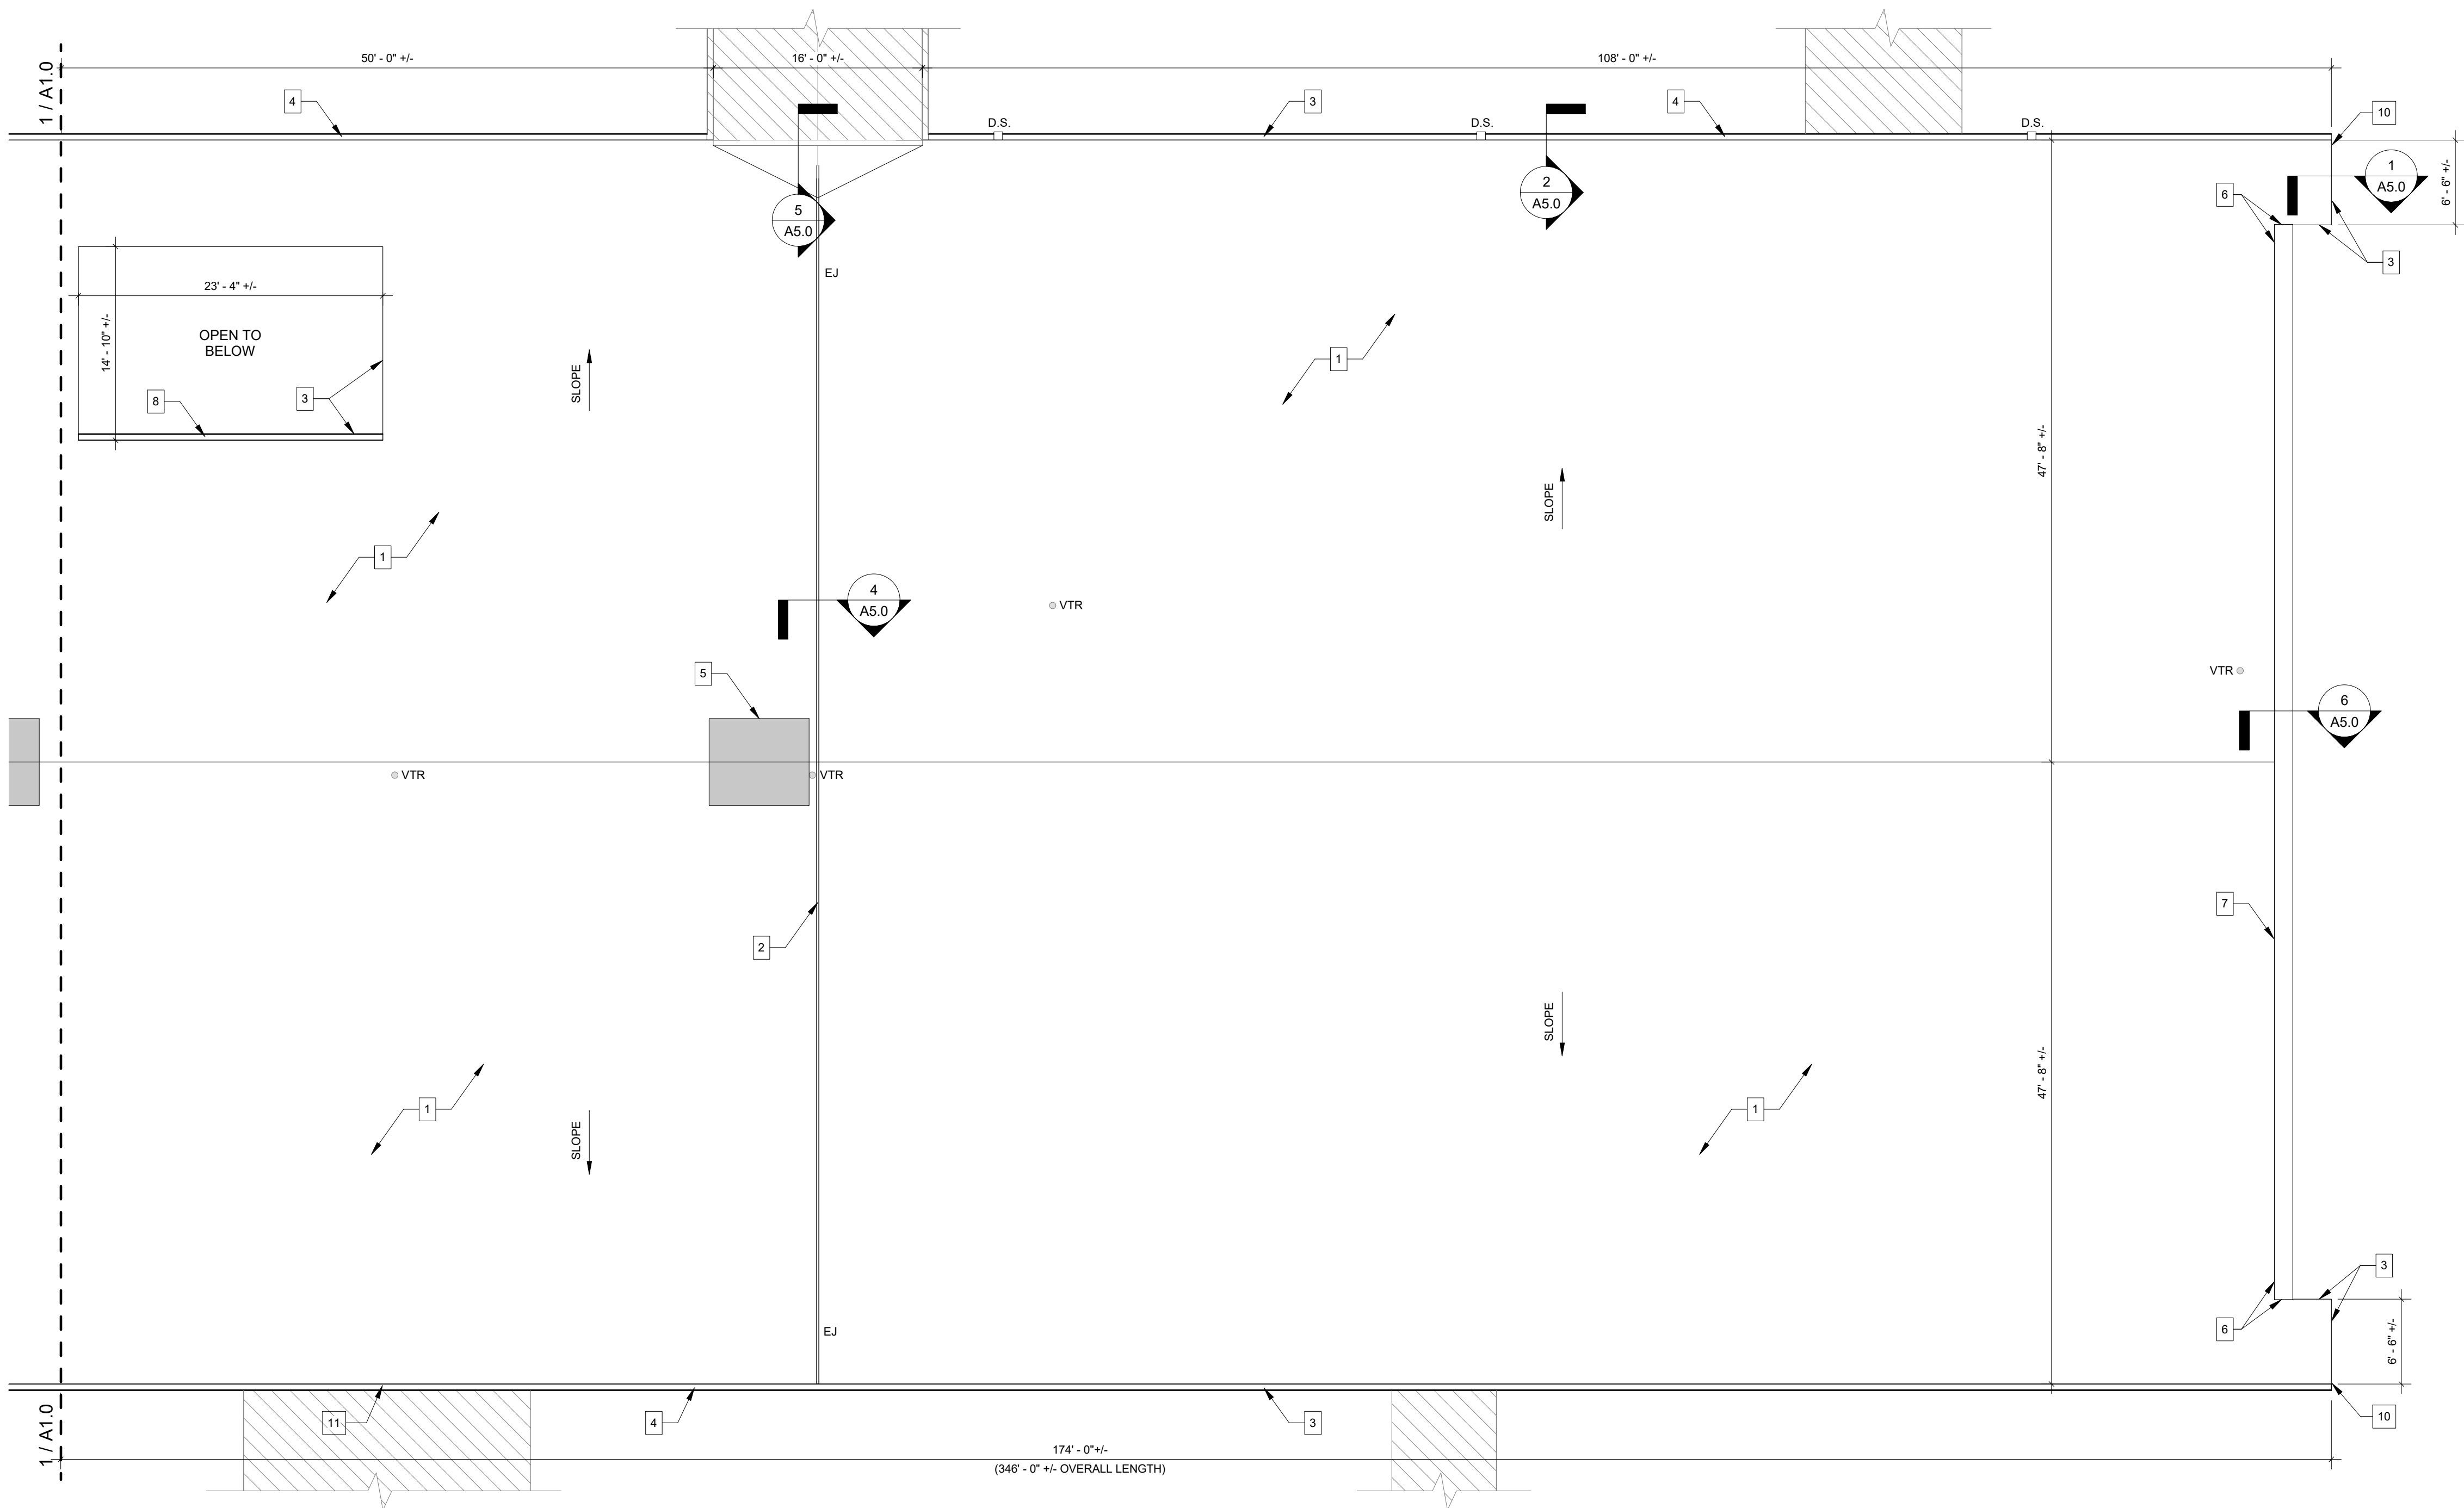 50' - 0" +/-
16' - 0" +/-
108' - 0" +/-
1 / A1.0
4
3
4
D.S.
D.S.
D.S.
10
1
A5.0
6' - 6" +/-
2
A5.0
6
5
A5.0
3
EJ
23' - 4" +/-
14' - 10" +/-
OPEN TO
BELOW
1
SLOPE
8
3
47' - 8" +/-
SLOPE
1
4
A5.0
VTR
5
VTR
6
A5.0
VTR
VTR
7
2
SLOPE
47' - 8" +/-
1
1
SLOPE
3
6
EJ
6' - 6" +/-
1 / A1.0
11
4
3
10
174' - 0"+/-
(346' - 0" +/- OVERALL LENGTH)